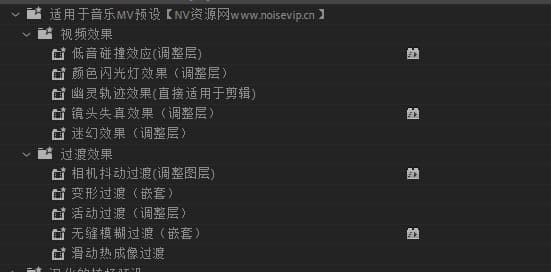 适用于音乐MV预设【NV资源网www.noisevip.cn】
视频效果
低音碰撞效应(调整层)
颜色闪光灯效果（调整层）
幽灵轨迹效果(直接适用于剪辑)
镜头失真效果（调整层）
迷幻效果（调整层）
过渡效果
相机抖动过渡(调整图层)
变形过渡（嵌套）
活动过渡（调整层）
无缝模糊过渡（嵌套）
滑动热成像过渡